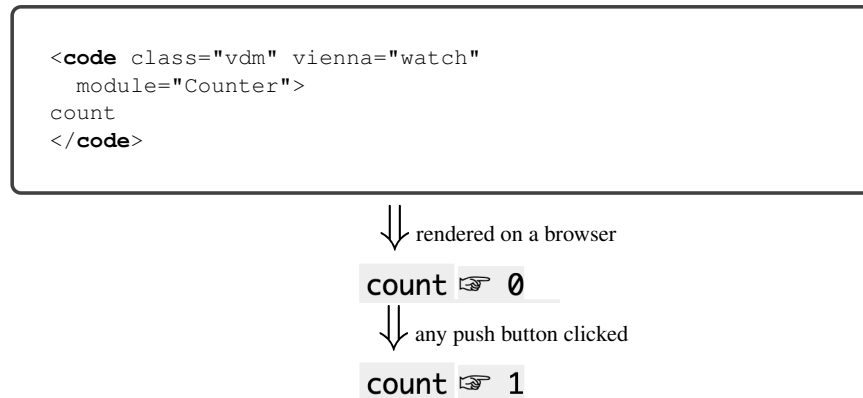 <code class="vdm" vienna="watch"
module="Counter">
count
</code>
rendered on a browser
count ☞ 0
any push button clicked
count ☞ 1